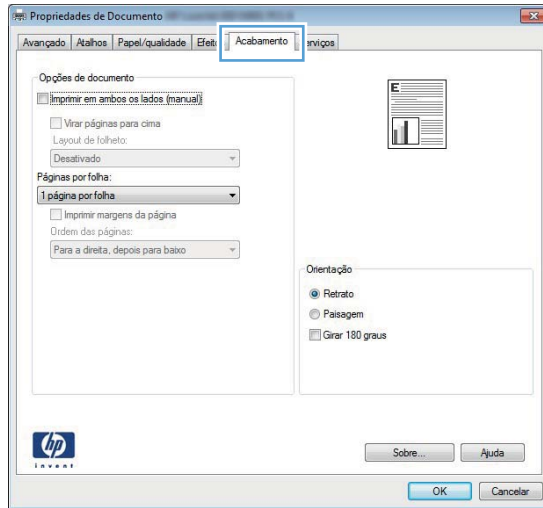 Propriedades de Documento
Avançado Atalhos Papel/qualidade Efeit Acabamento erviços
Opções de documento
Imprimir em ambos os lados (manual)
Virar páginas para cima
Layout de folheto:
Desativado
Páginas por folha:
1 página por folha
Imprimir margens da página
Ordem das páginas:
Para a direita, depois para baixo
E
Orientação
Retrato
Paisagem
Girar 180 graus
hp
invent
Sobre... Ajuda
OK Cancelar